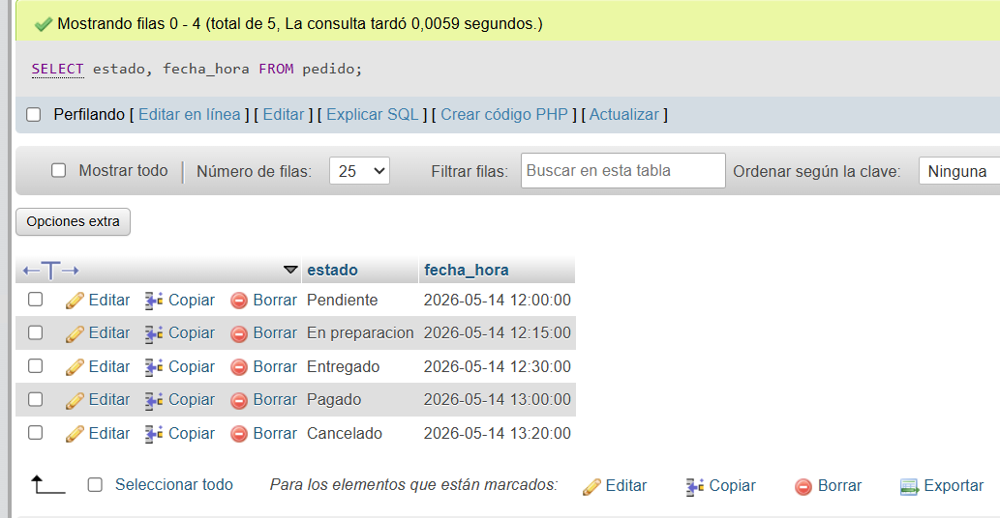 Mostrando filas 0 - 4 (total de 5, La consulta tardó 0,0059 segundos.)
SELECT estado, fecha_hora FROM pedido;
Perfilando [ Editar en línea ] [ Editar ] [ Explicar SQL ] [ Crear código PHP ] [ Actualizar ]
Mostrar todo | Número de filas: 25 Filtrar filas: Buscar en esta tabla Ordenar según la clave: Ninguna
Opciones extra
←T→ estado fecha_hora
Editar Copiar Borrar Pendiente 2026-05-14 12:00:00
Editar Copiar Borrar En preparacion 2026-05-14 12:15:00
Editar Copiar Borrar Entregado 2026-05-14 12:30:00
Editar Copiar Borrar Pagado 2026-05-14 13:00:00
Editar Copiar Borrar Cancelado 2026-05-14 13:20:00
Seleccionar todo Para los elementos que están marcados: Editar Copiar Borrar Exportar